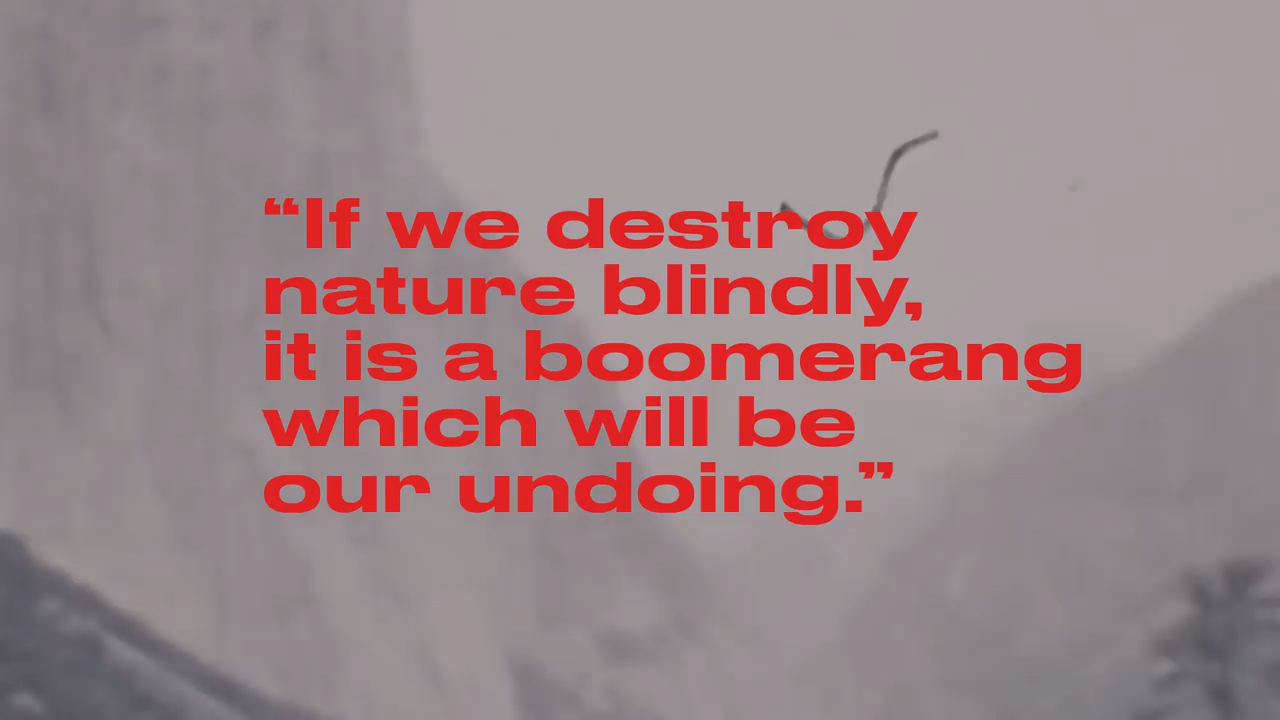 “If we destroy
nature blindly,
it is a boomerang
which will be
our undoing.”